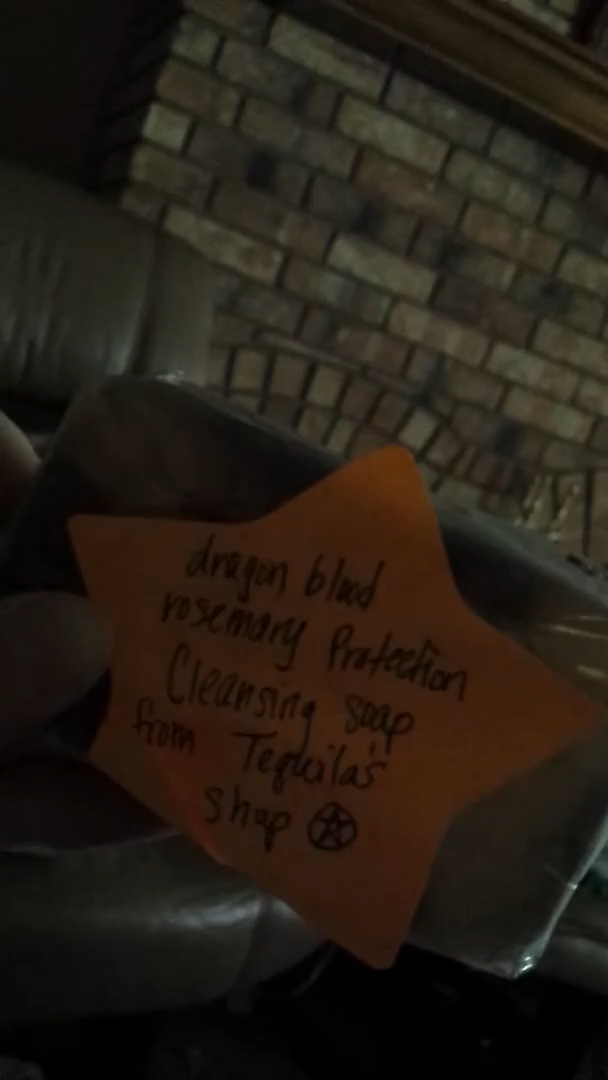 dragon blood
rosemary Protection
Cleansing soap
from Tequila's
shop